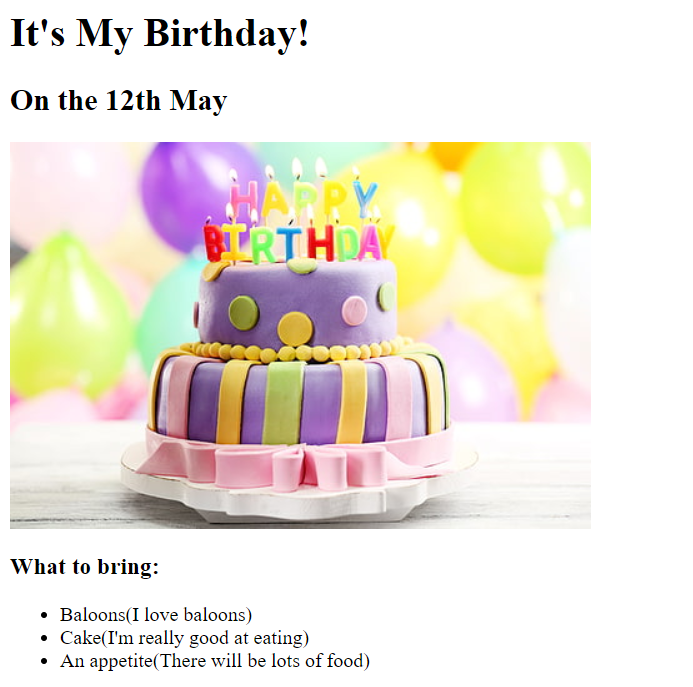 It's My Birthday!
On the 12th May
HAPPY
BIRTHDAY
What to bring:
Baloons(I love baloons)
Cake(I'm really good at eating)
An appetite(There will be lots of food)